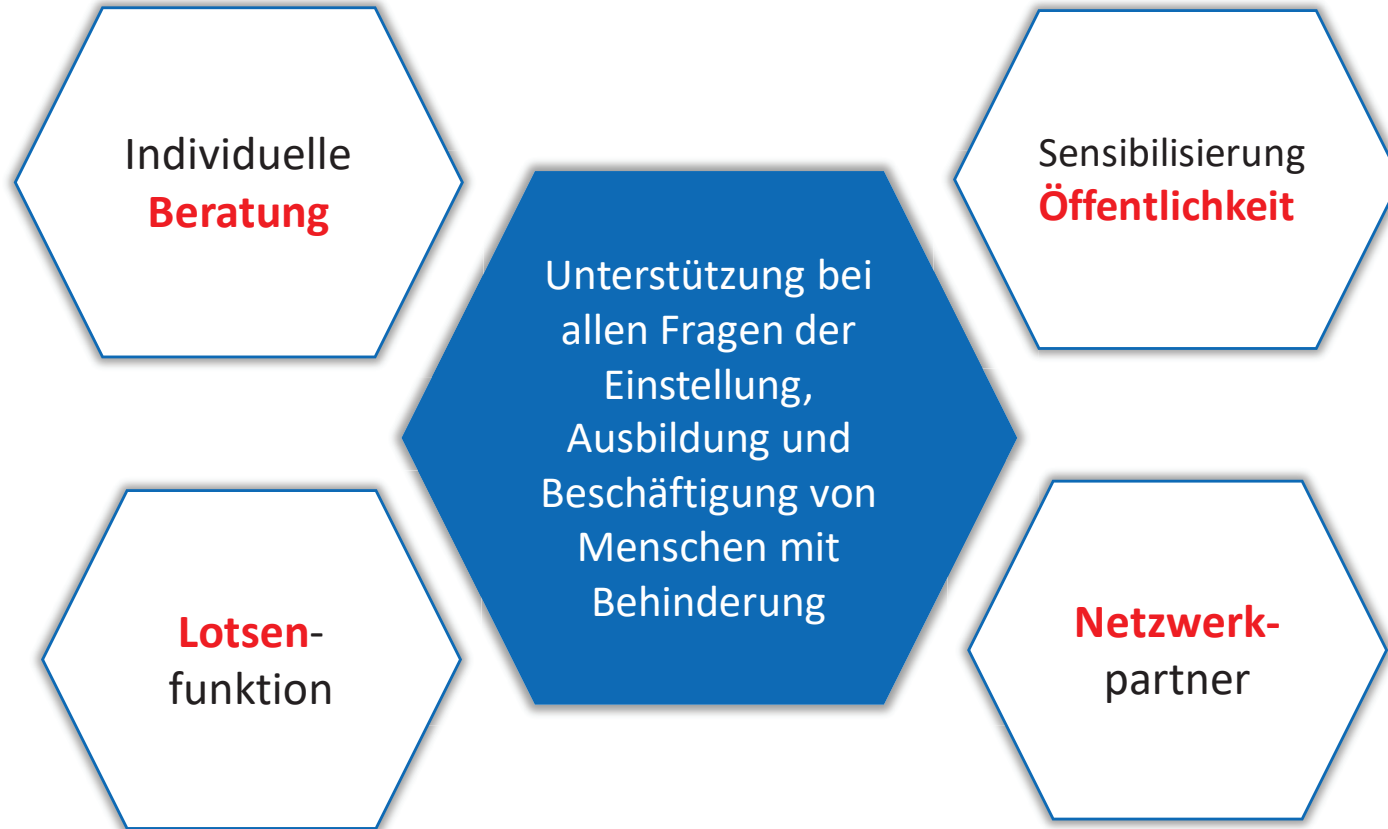 Individuelle
Beratung
Sensibilisierung
Öffentlichkeit
Unterstützung bei
allen Fragen der
Einstellung,
Ausbildung und
Beschäftigung von
Menschen mit
Behinderung
Lotsen-
funktion
Netzwerk-
partner